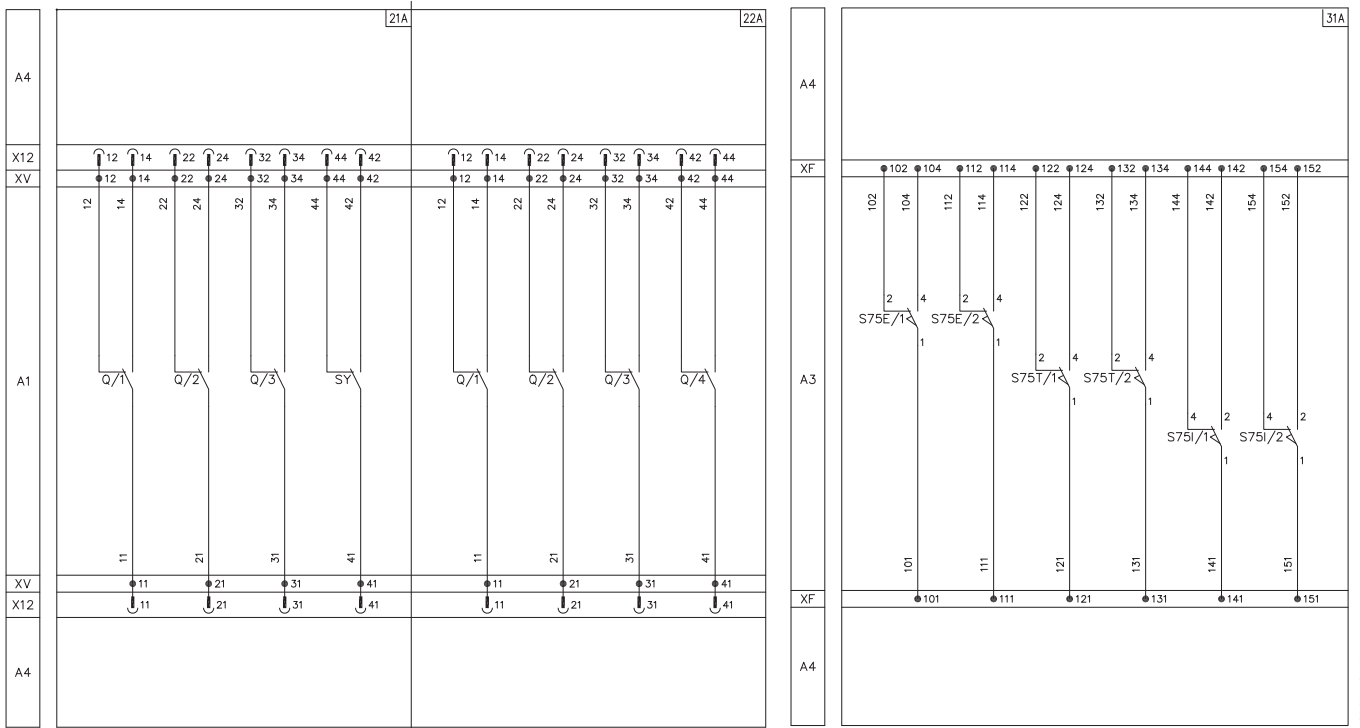 21A 22A 31A
A4 A4
X12 12 14 22 24 32 34 44 42 12 14 22 24 32 34 42 44
XF 102 104 112 114 122 124 132 134 144 142 154 152
XV 12 14 22 24 32 34 44 42 12 14 22 24 32 34 42 44
12 14 22 24 32 34 44 42 12 14 22 24 32 34 42 44
102 104 112 114 122 124 132 134 144 142 154 152
2 4 2 4
S75E/1 S75E/2
1 1
2 4 2 4
A1 Q/1 Q/2 Q/3 SY Q/1 Q/2 Q/3 Q/4
A3 S75T/1 S75T/2
1 1
4 2 4 2
S75I/1 S75I/2
1 1
11 21 31 41 11 21 31 41
101 111 121 131 141 151
XV 11 21 31 41 11 21 31 41
XF 101 111 121 131 141 151
X12 11 21 31 41 11 21 31 41
A4 A4